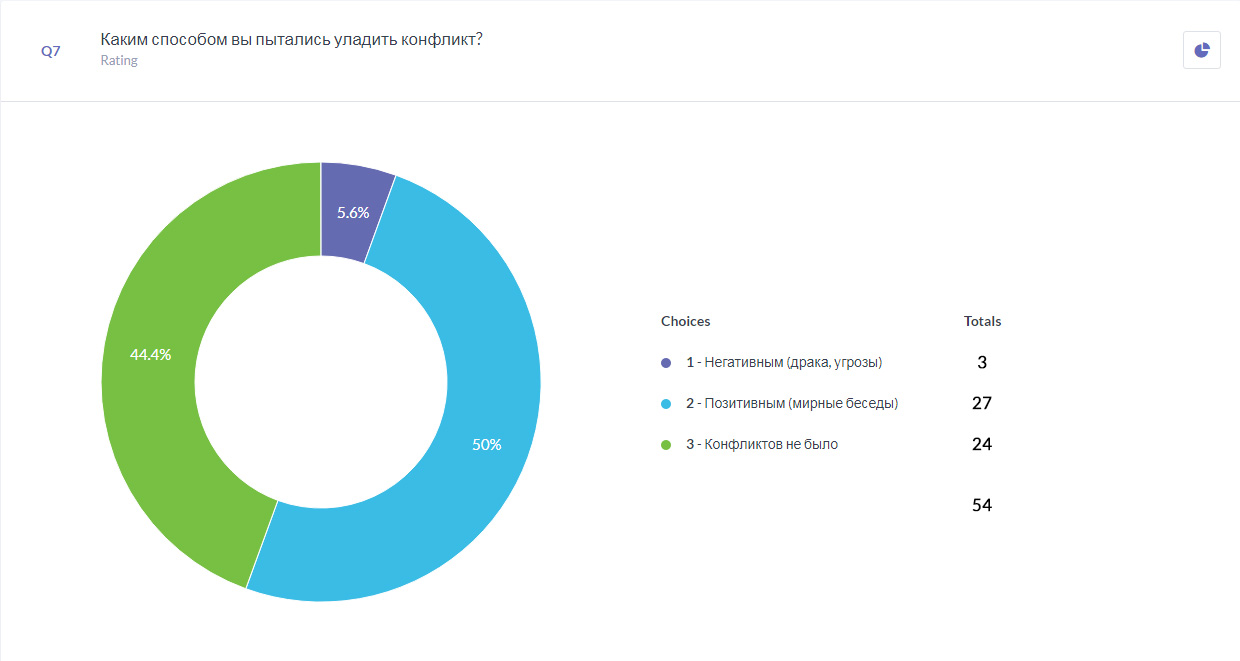 Q7
Каким способом вы пытались уладить конфликт?
Rating
5.6%
44.4%
50%
Choices Totals
1 - Негативным (драка, угрозы) 3
2 - Позитивным (мирные беседы) 27
3 - Конфликтов не было 24
54